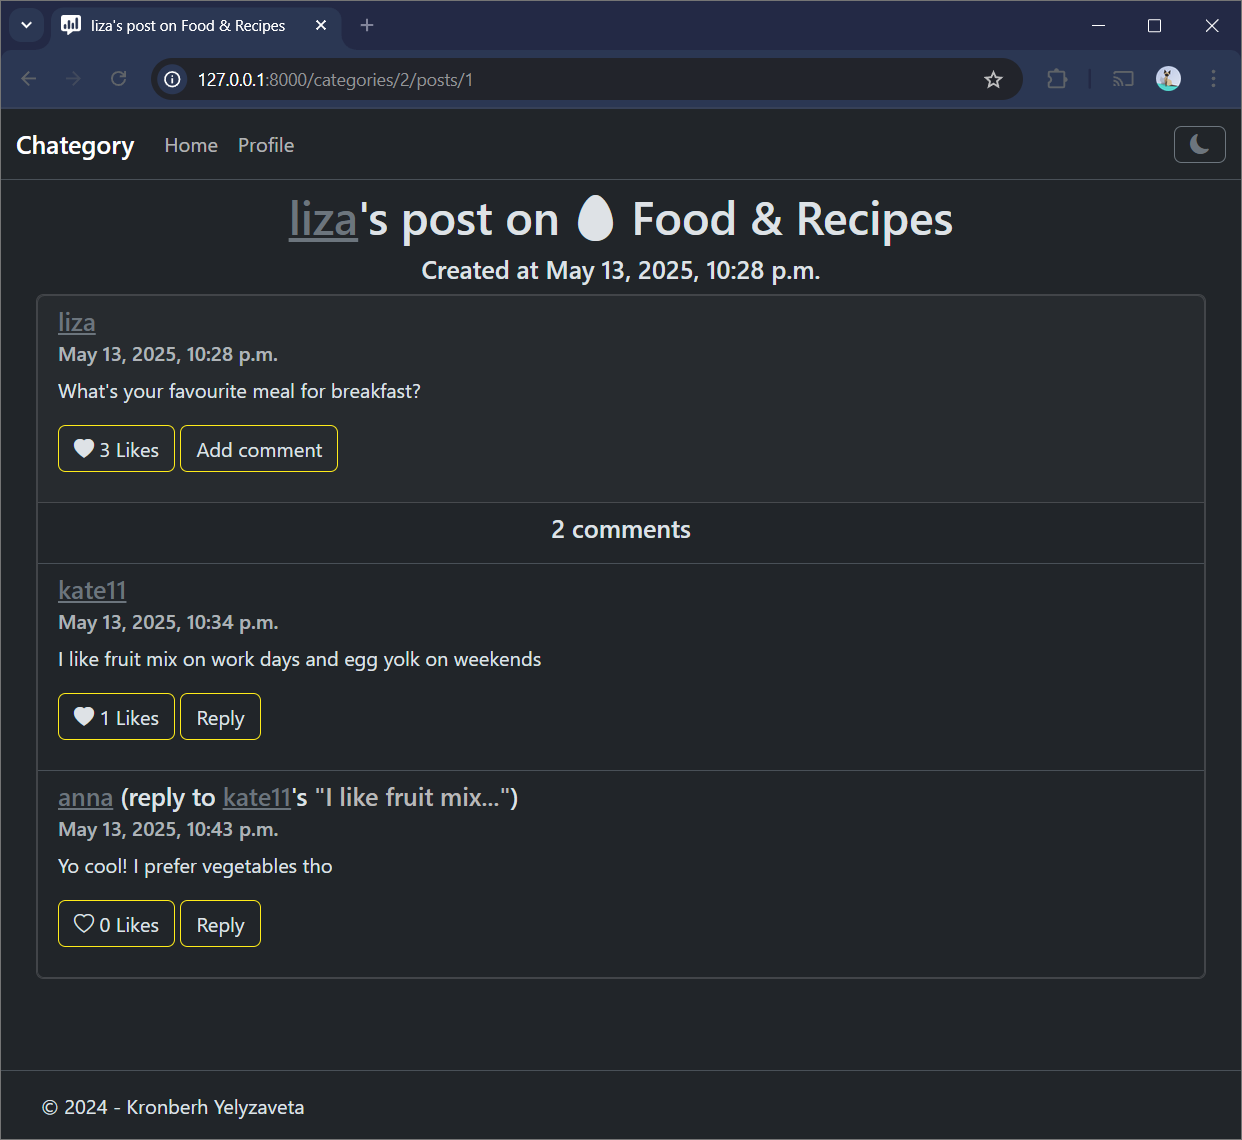 liza's post on Food & Recipes
127.0.0.1:8000/categories/2/posts/1
Chategory Home Profile
liza's post on Food & Recipes
Created at May 13, 2025, 10:28 p.m.
liza
May 13, 2025, 10:28 p.m.
What's your favourite meal for breakfast?
3 Likes Add comment
2 comments
kate11
May 13, 2025, 10:34 p.m.
I like fruit mix on work days and egg yolk on weekends
1 Likes Reply
anna (reply to kate11's "I like fruit mix...")
May 13, 2025, 10:43 p.m.
Yo cool! I prefer vegetables tho
0 Likes Reply
© 2024 - Kronberh Yelyzaveta